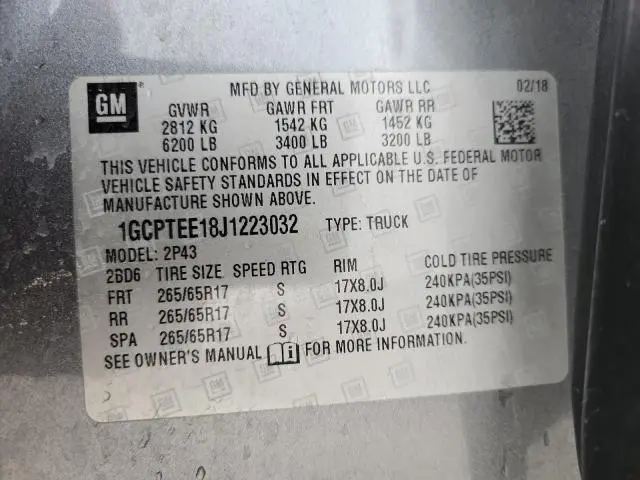 GM
MFD BY GENERAL MOTORS LLC 02/18
GVWR GAWR FRT GAWR RR
2812 KG 1542 KG 1452 KG
6200 LB 3400 LB 3200 LB
THIS VEHICLE CONFORMS TO ALL APPLICABLE U.S. FEDERAL MOTOR
VEHICLE SAFETY STANDARDS IN EFFECT ON THE DATE OF
MANUFACTURE SHOWN ABOVE.
1GCPTEE18J1223032 TYPE: TRUCK
MODEL: 2P43
2BD6 TIRE SIZE SPEED RTG RIM COLD TIRE PRESSURE
FRT 265/65R17 S 17X8.0J 240KPA(35PSI)
RR 265/65R17 S 17X8.0J 240KPA(35PSI)
SPA 265/65R17 S 17X8.0J 240KPA(35PSI)
SEE OWNER'S MANUAL FOR MORE INFORMATION.